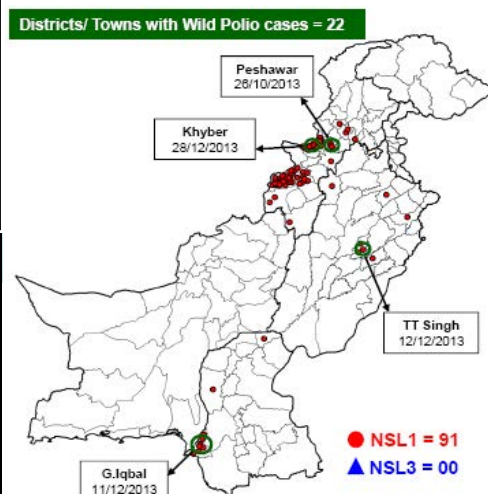 Districts/ Towns with Wild Polio cases = 22
Peshawar
26/10/2013
Khyber
28/12/2013
TT Singh
12/12/2013
NSL1 = 91
NSL3 = 00
G.Iqbal
11/12/2013